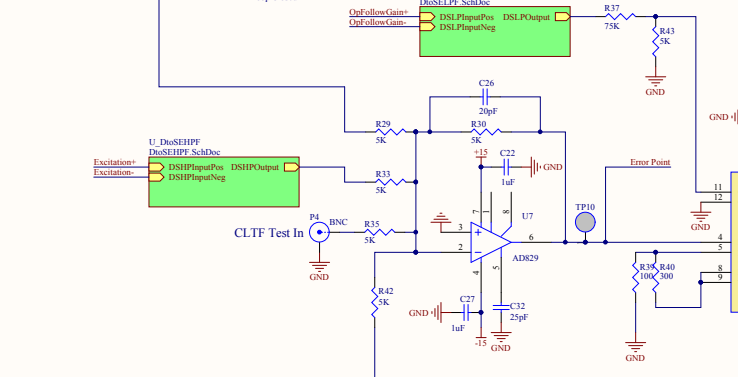 DtoSELPF.SchDoc
OpFollowGain+
OpFollowGain-
DSLPInputPos
DSLPInputNeg
DSLPOutput
R37
75K
R43
5K
GND
C26
20pF
R29
5K
R30
5K
GND
U_DtoSEHPF
DtoSEHPF.SchDoc
Excitation+
Excitation-
DSHPInputPos
DSHPInputNeg
DSHPOutput
R33
5K
+15
C22
1uF
GND
Error Point
11
12
GND
P4
BNC
CLTF Test In
GND
R35
5K
7
1
8
3
2
6
4
5
U7
AD829
TP10
4
5
8
9
R39
100
R40
300
GND
R42
5K
GND
C27
1uF
-15
C32
25pF
GND